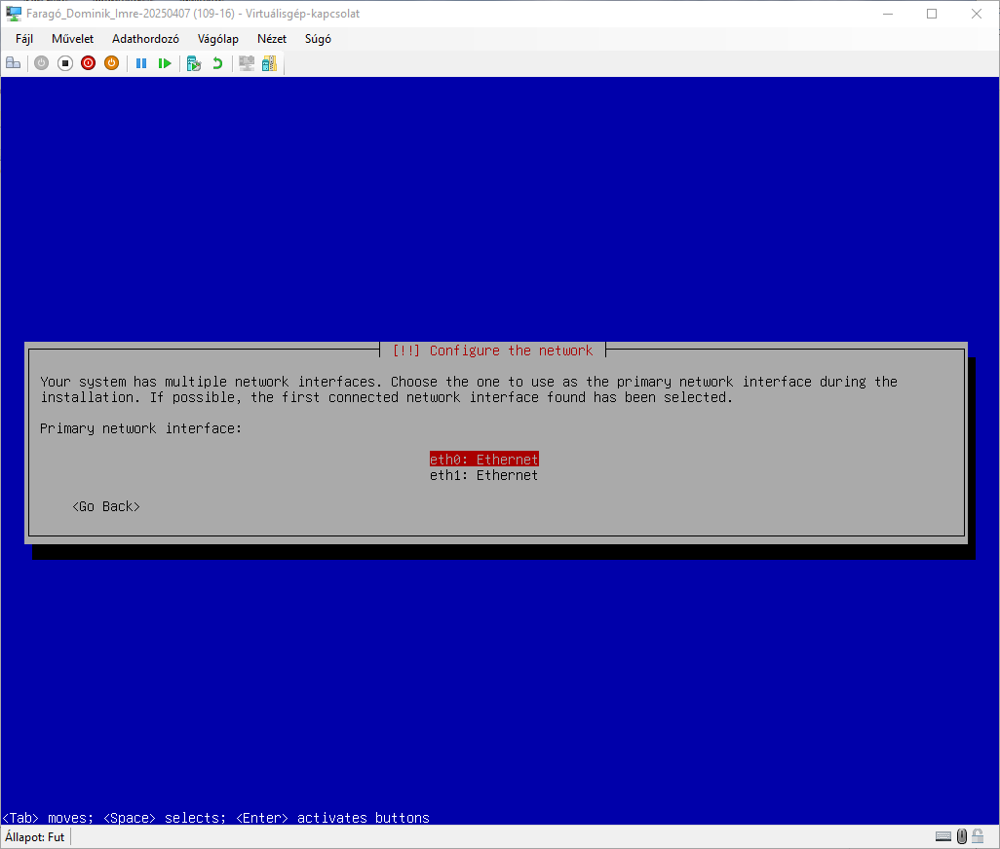 Faragó_Dominik_Imre-20250407 (109-16) - Virtuálisgép-kapcsolat
Fájl Művelet Adathordozó Vágólap Nézet Súgó
[!!] Configure the network
Your system has multiple network interfaces. Choose the one to use as the primary network interface during the
installation. If possible, the first connected network interface found has been selected.
Primary network interface:
eth0: Ethernet
eth1: Ethernet
<Go Back>
<Tab> moves; <Space> selects; <Enter> activates buttons
Állapot: Fut